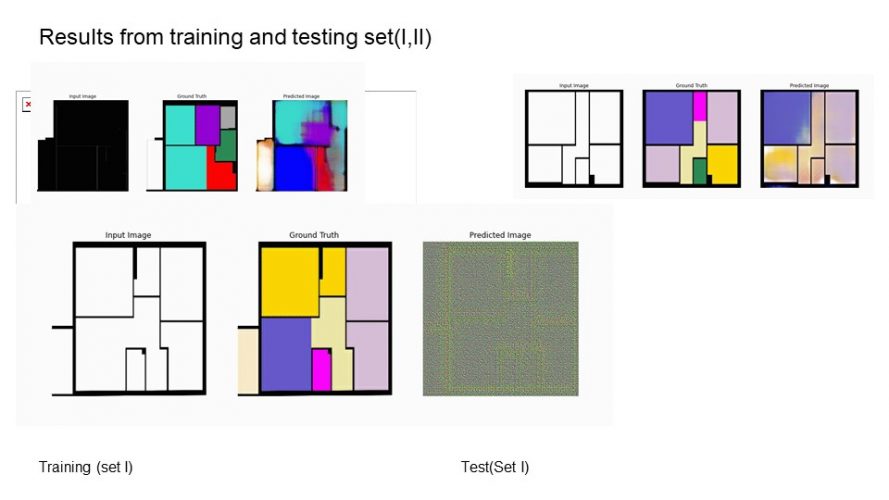 Results from training and testing set(I,II)
Input Image
Ground Truth
Predicted Image
Input Image
Ground Truth
Predicted Image
Input Image
Ground Truth
Predicted Image
Training (set I)
Test(Set I)